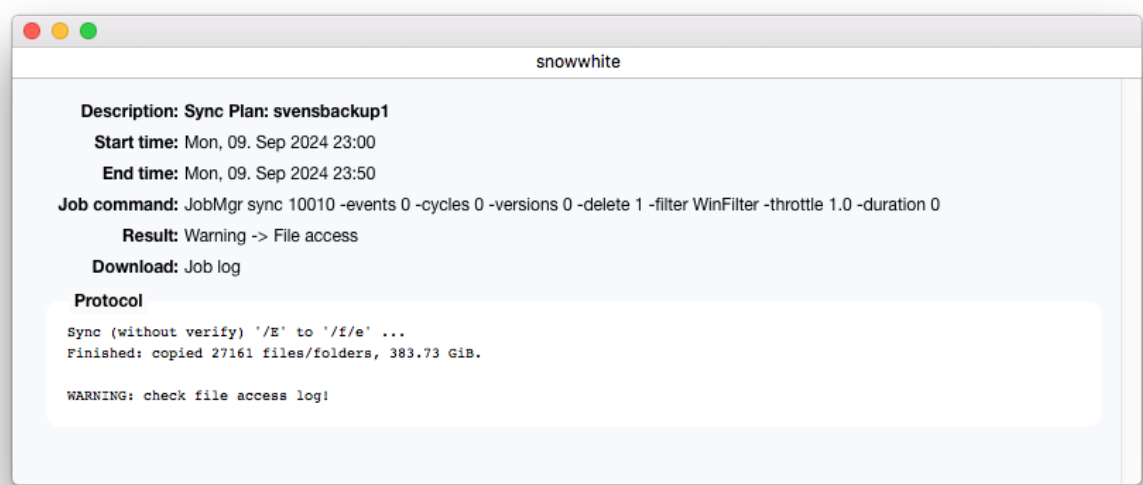 snowwhite
Description: Sync Plan: svensbackup1
Start time: Mon, 09. Sep 2024 23:00
End time: Mon, 09. Sep 2024 23:50
Job command: JobMgr sync 10010 -events 0 -cycles 0 -versions 0 -delete 1 -filter WinFilter -throttle 1.0 -duration 0
Result: Warning -> File access
Download: Job log
Protocol
Sync (without verify) '/E' to '/f/e' ...
Finished: copied 27161 files/folders, 383.73 GiB.
WARNING: check file access log!